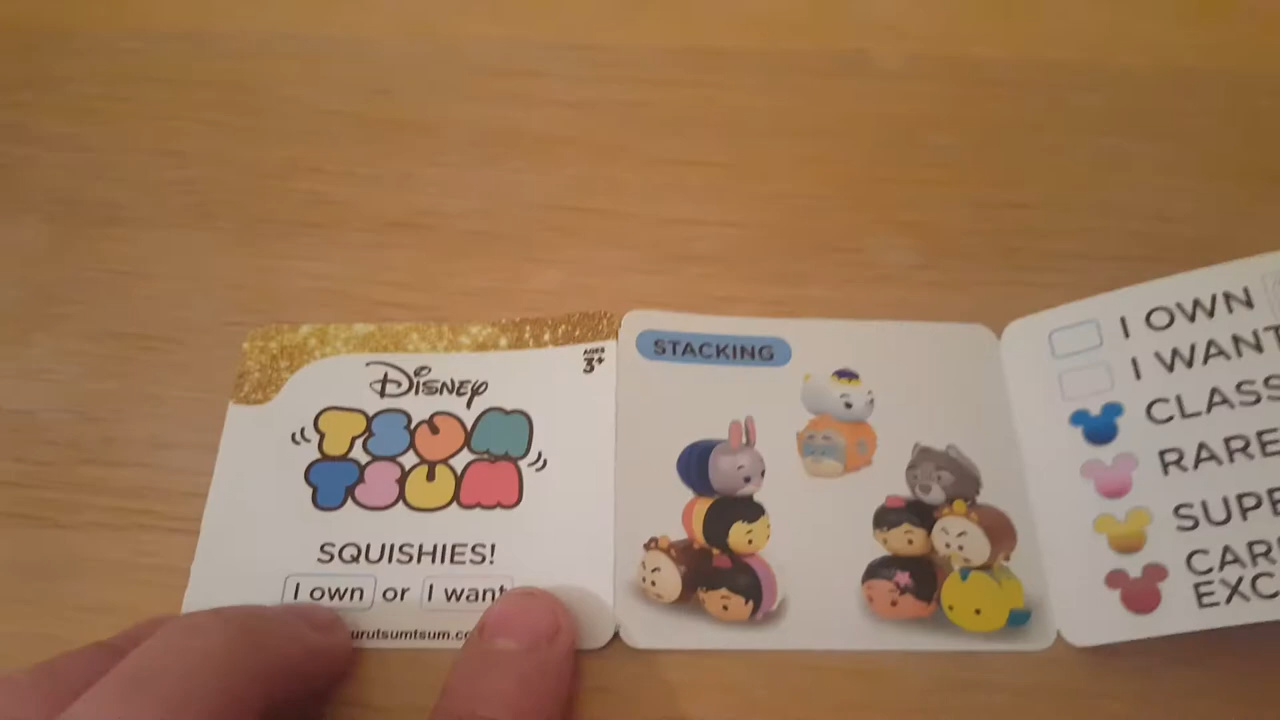 AGES
3+
Disney
TSUM
TSUM
SQUISHIES!
I own or I want
STACKING
I OWN
I WANT
CLASS
RARE
SUPE
CAR
EXC